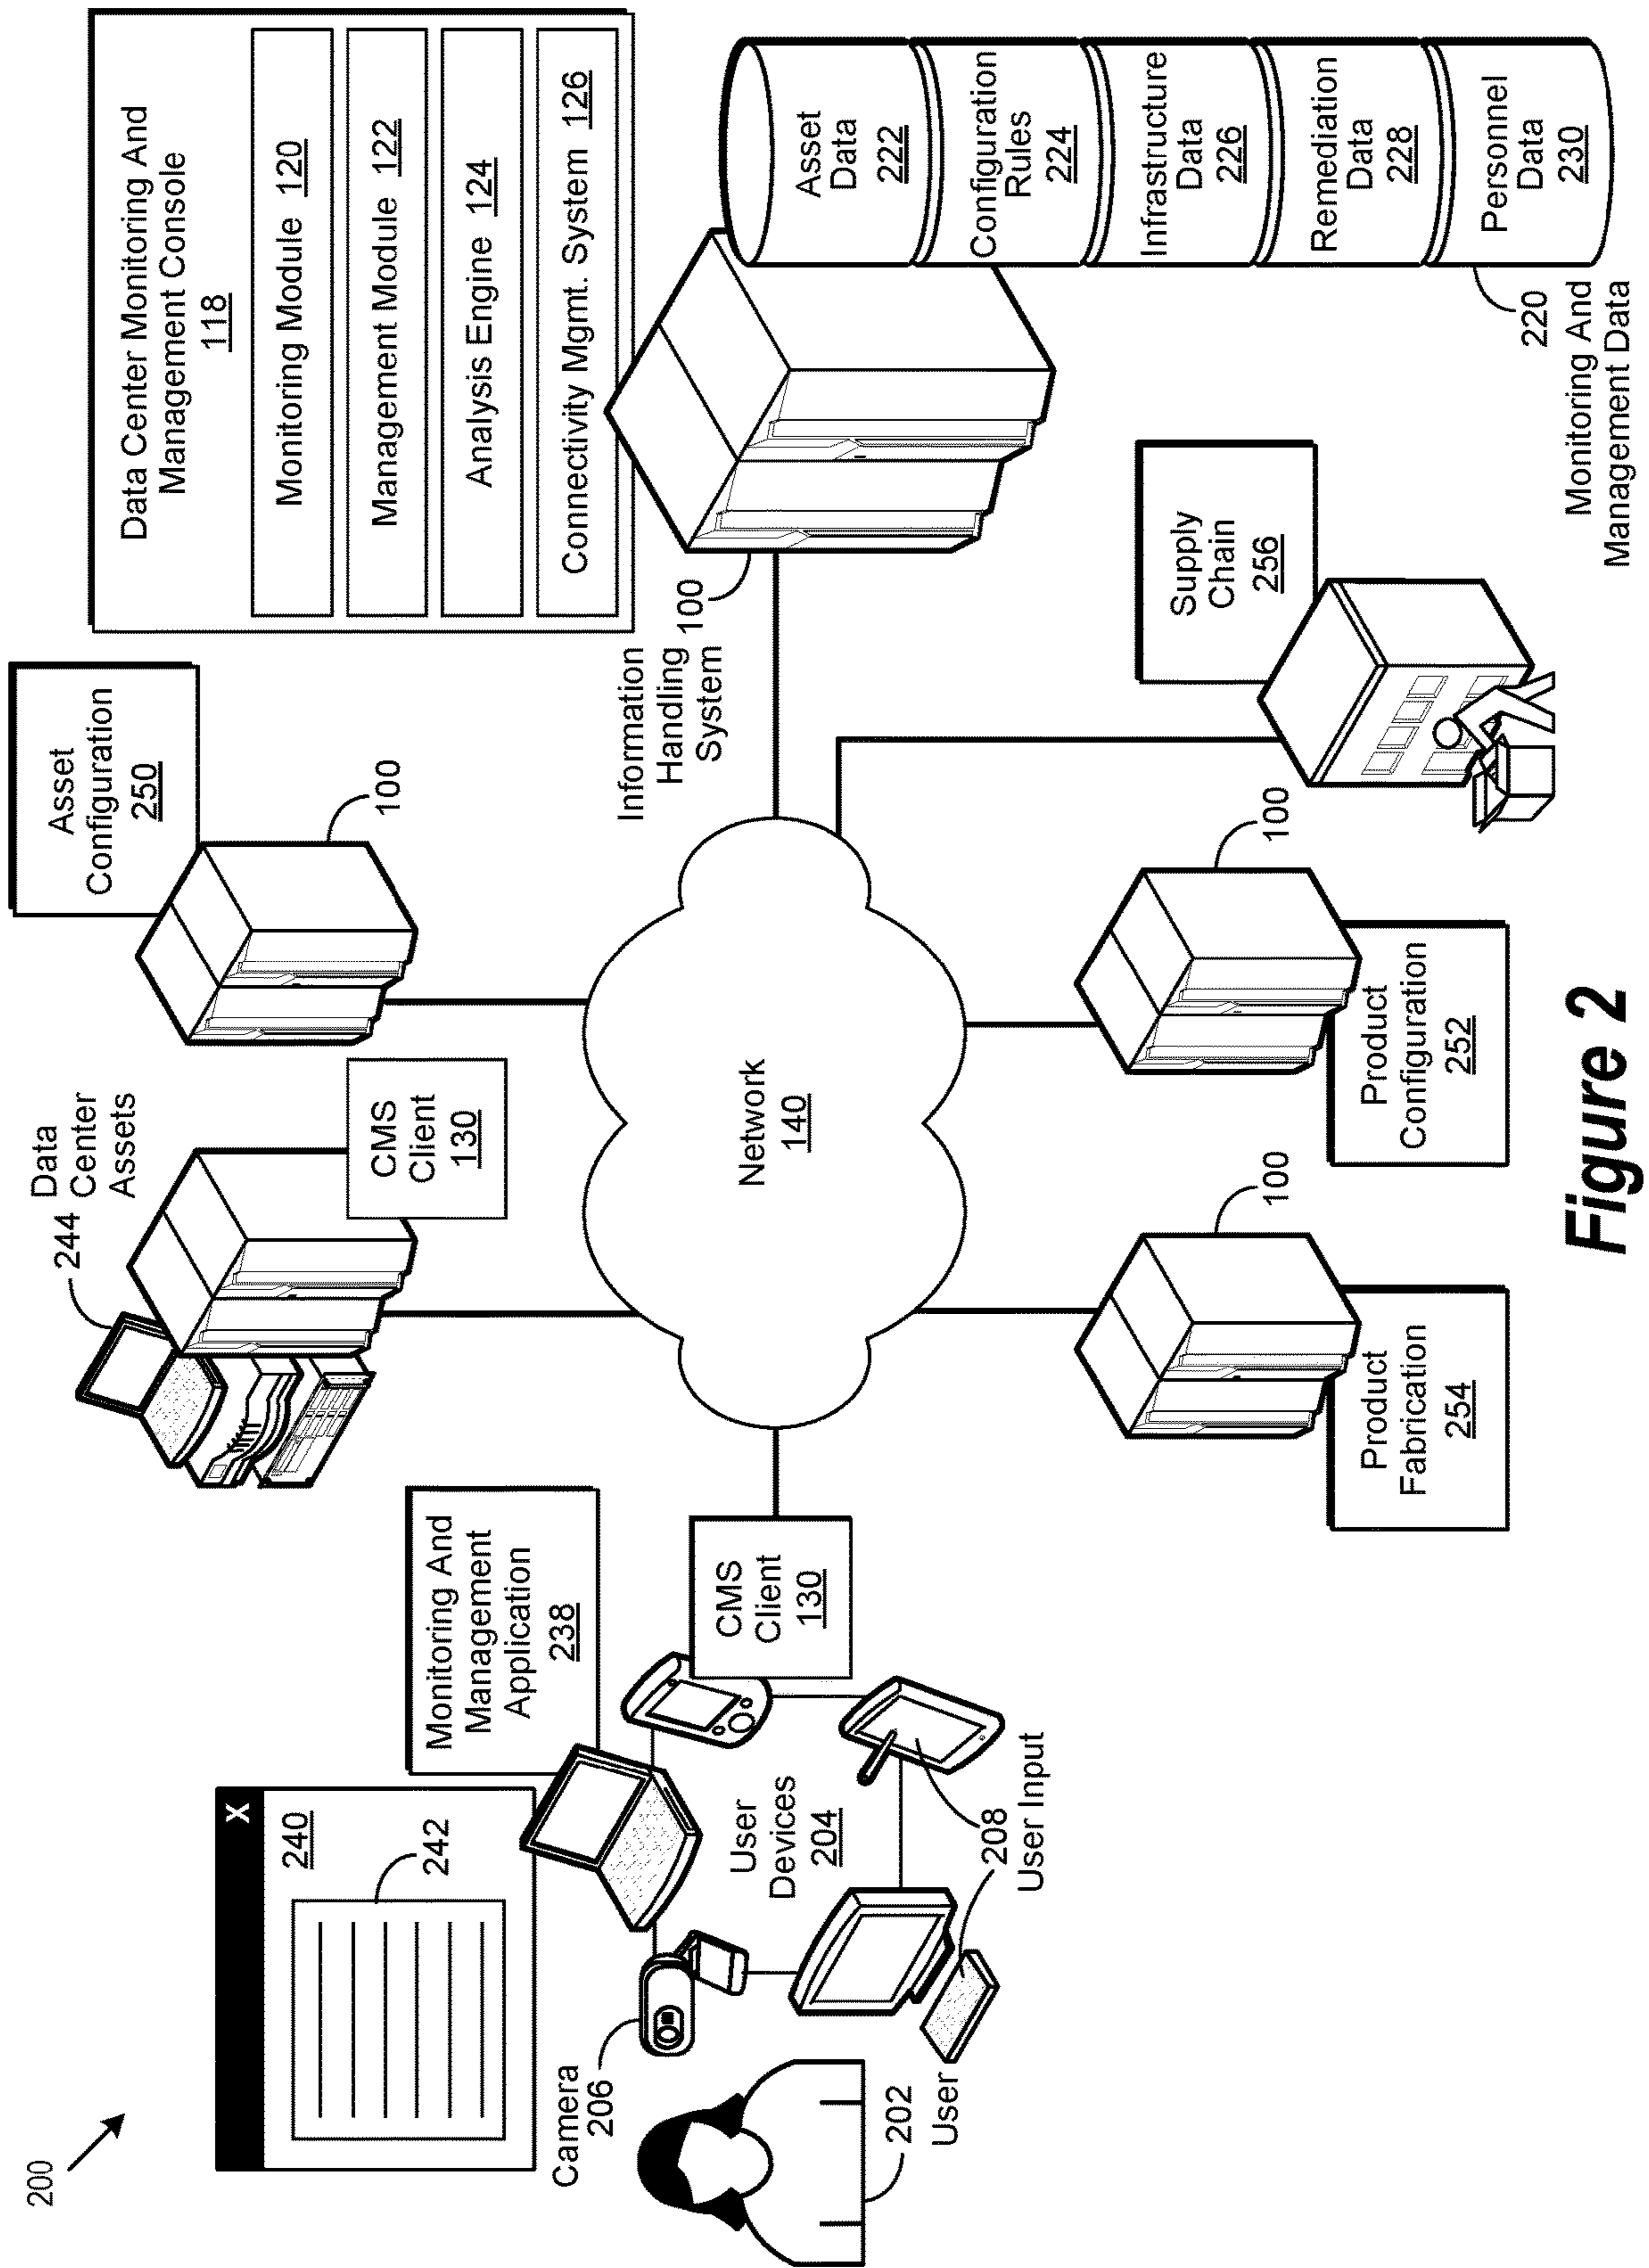 200
X
240
242
Monitoring And
Management
Application
238
244
Data
Center
Assets
CMS
Client
130
Asset
Configuration
250
100
Data Center Monitoring And
Management Console
118
Monitoring Module 120
Management Module 122
Analysis Engine 124
Connectivity Mgmt. System 126
Camera
206
User
Devices
204
CMS
Client
130
Network
140
Information
Handling
System
100
Asset
Data
222
Configuration
Rules
224
Infrastructure
Data
226
Remediation
Data
228
Personnel
Data
230
202
User
208
User Input
100
Product
Fabrication
254
100
Product
Configuration
252
Supply
Chain
256
220
Monitoring And
Management Data
Figure 2